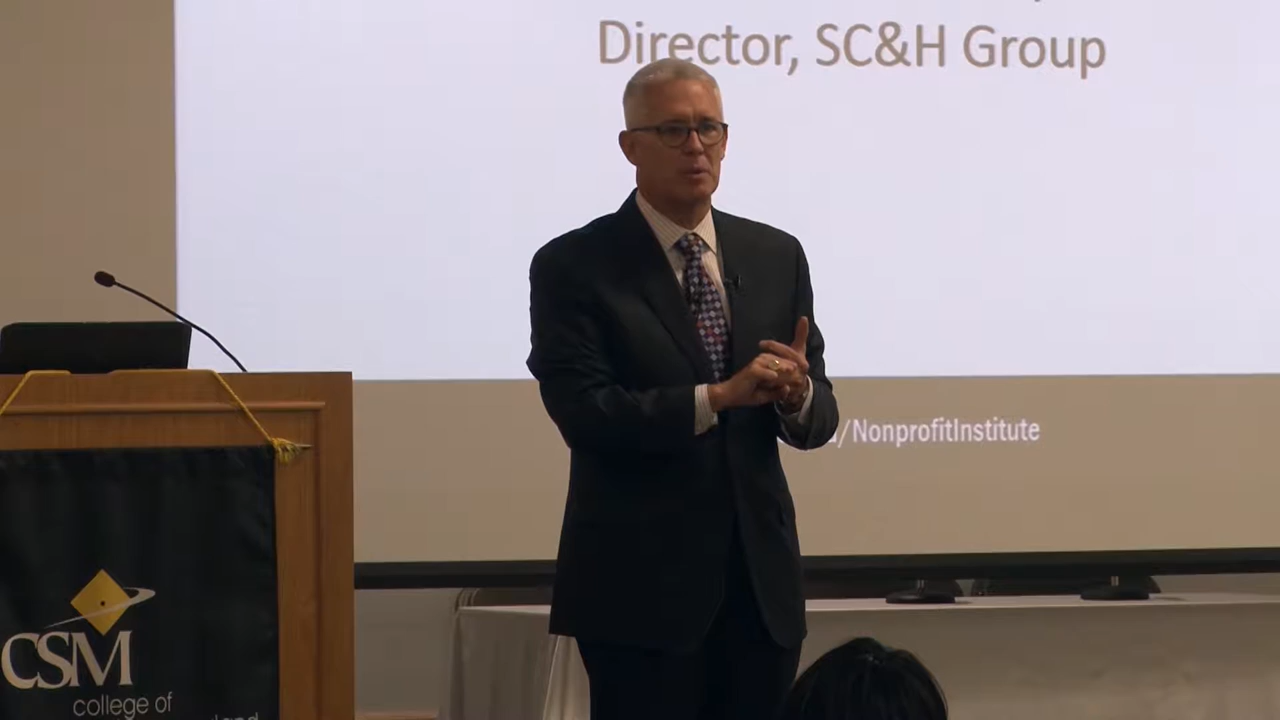 Director, SC&H Group
/NonprofitInstitute
CSM
college of